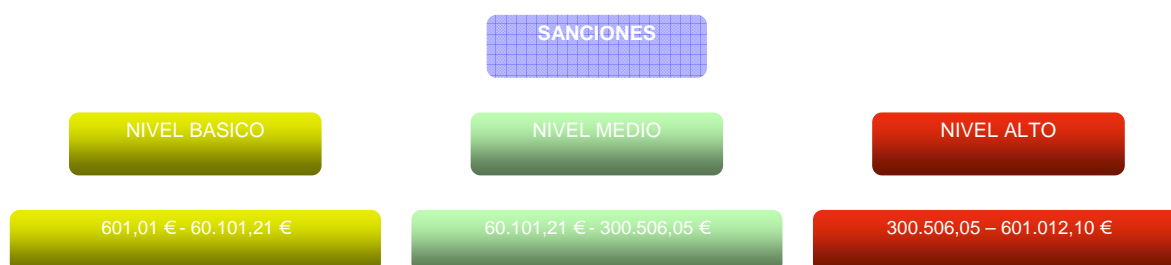 SANCIONES
NIVEL BASICO
NIVEL MEDIO
NIVEL ALTO
601,01 € - 60.101,21 €
60.101,21 € - 300.506,05 €
300.506,05 – 601.012,10 €